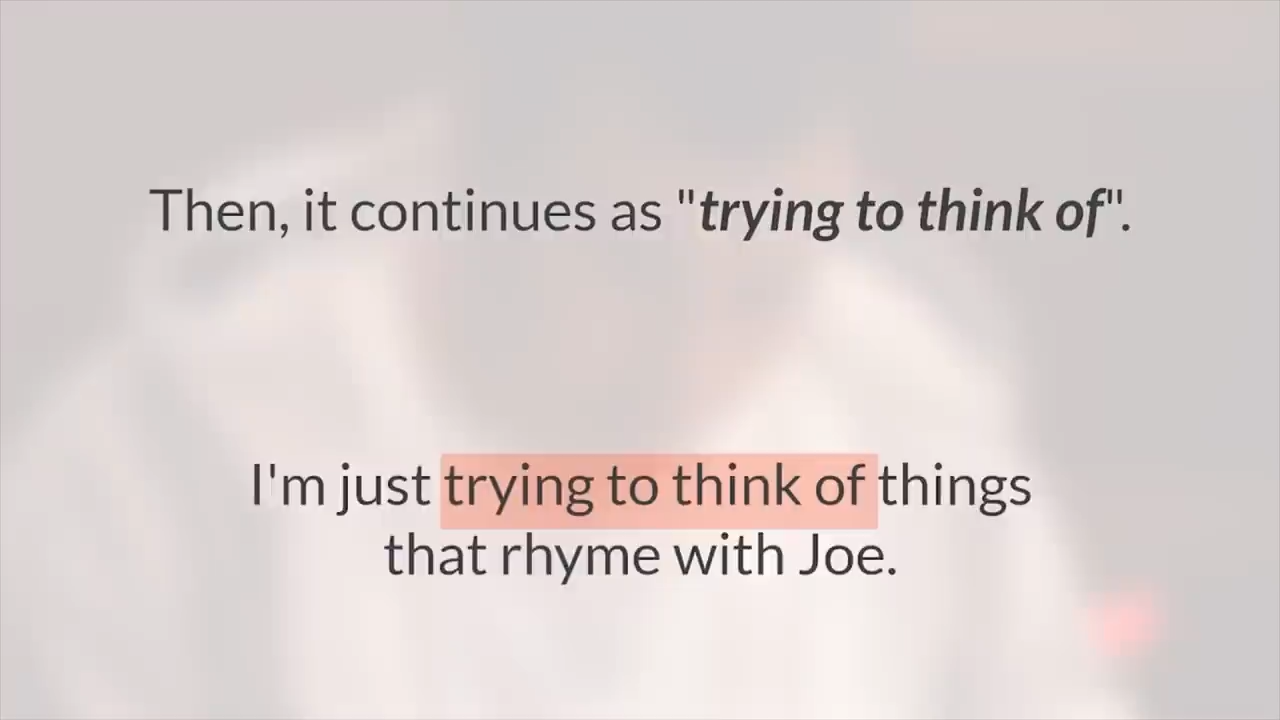 Then, it continues as "trying to think of".
I'm just trying to think of things
that rhyme with Joe.